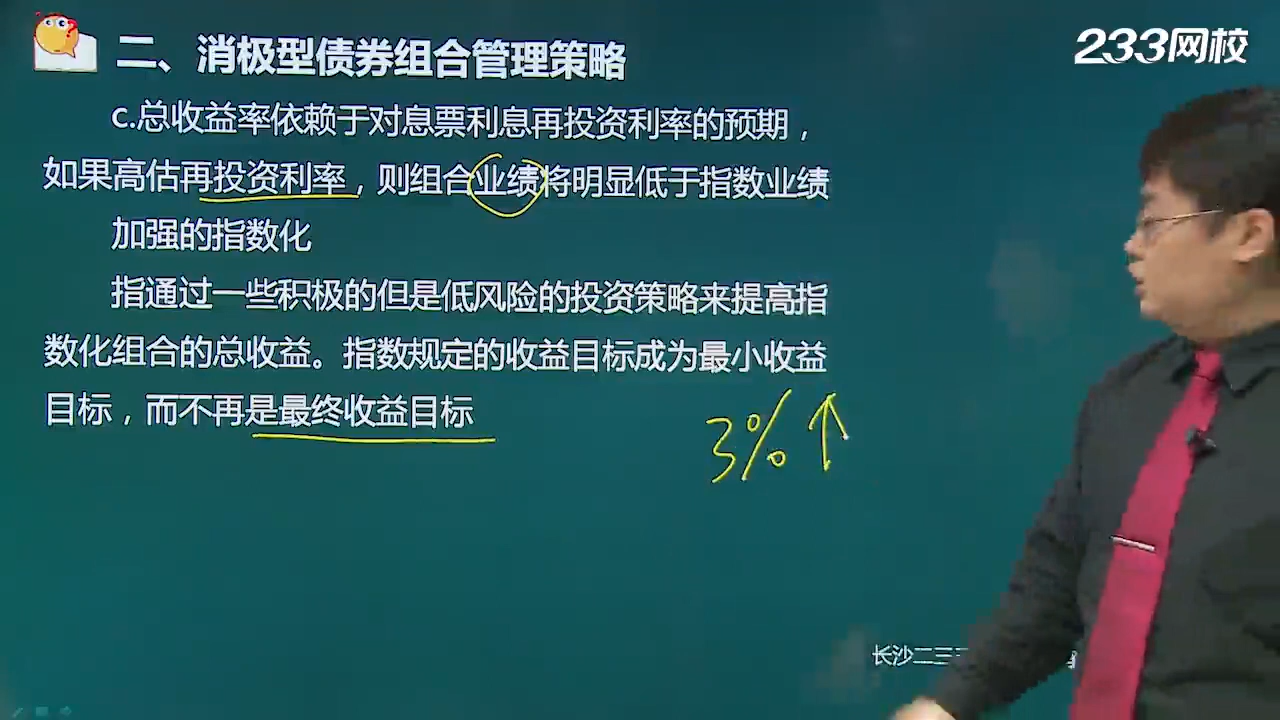 233网校
二、消极型债券组合管理策略
c.总收益率依赖于对息票利息再投资利率的预期，
如果高估再投资利率，则组合业绩将明显低于指数业绩
加强的指数化
指通过一些积极的但是低风险的投资策略来提高指
数化组合的总收益。指数规定的收益目标成为最小收益
目标，而不再是最终收益目标
3%↑
长沙二三